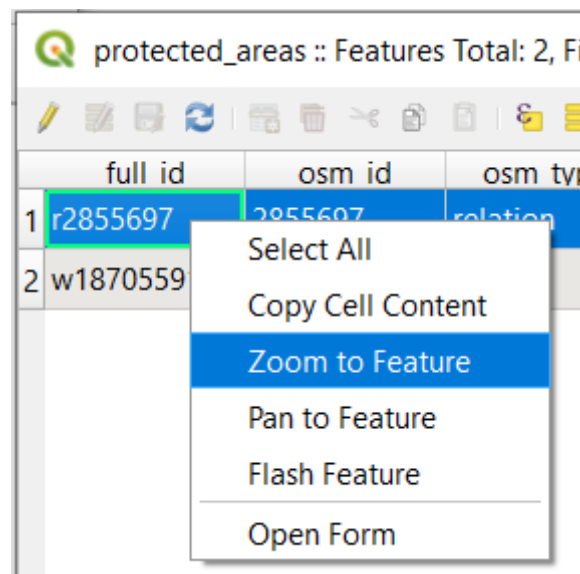 protected_areas :: Features Total: 2, Fi
full_id osm_id osm_typ
1 r2855697 2855697 relation
2 w18705591
Select All
Copy Cell Content
Zoom to Feature
Pan to Feature
Flash Feature
Open Form